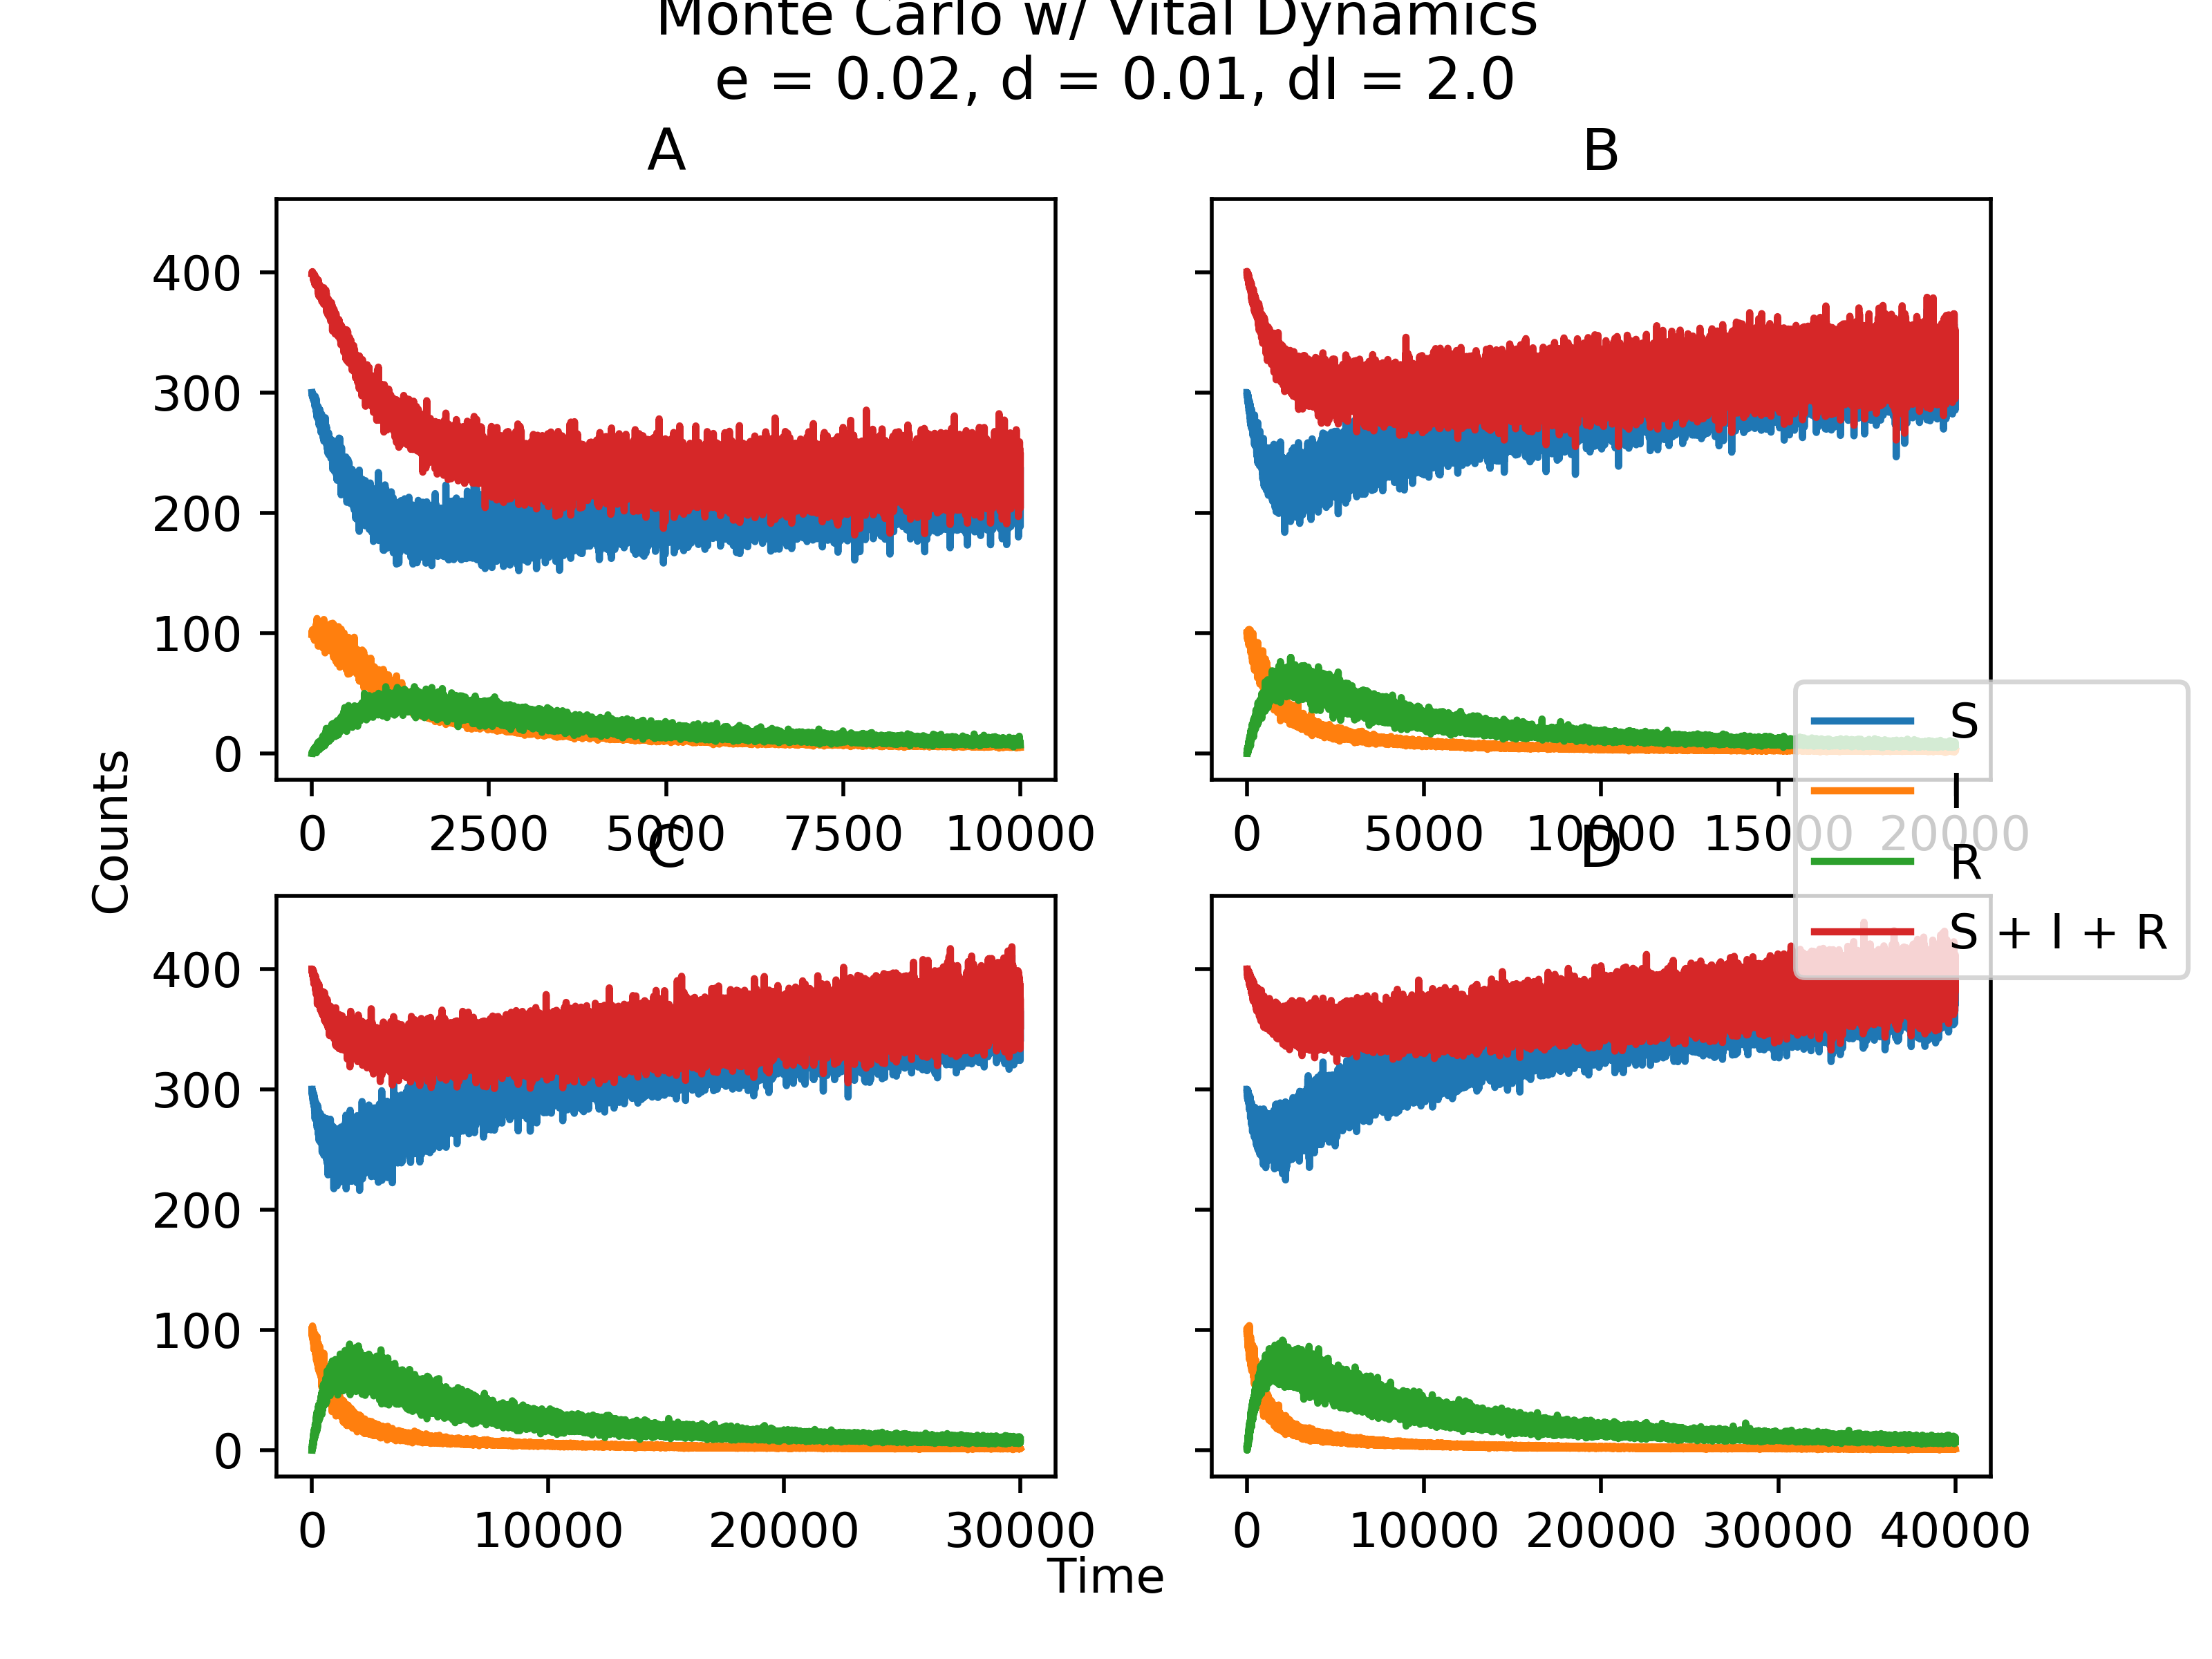 Monte Carlo w/ Vital Dynamics
e = 0.02, d = 0.01, dI = 2.0
A
B
400
300
200
100
0
0 2500 5000 7500 10000
0 5000 10000 15000 20000
S
I
R
S + I + R
Counts
C
D
400
300
200
100
0
0 10000 20000 30000
0 10000 20000 30000 40000
Time